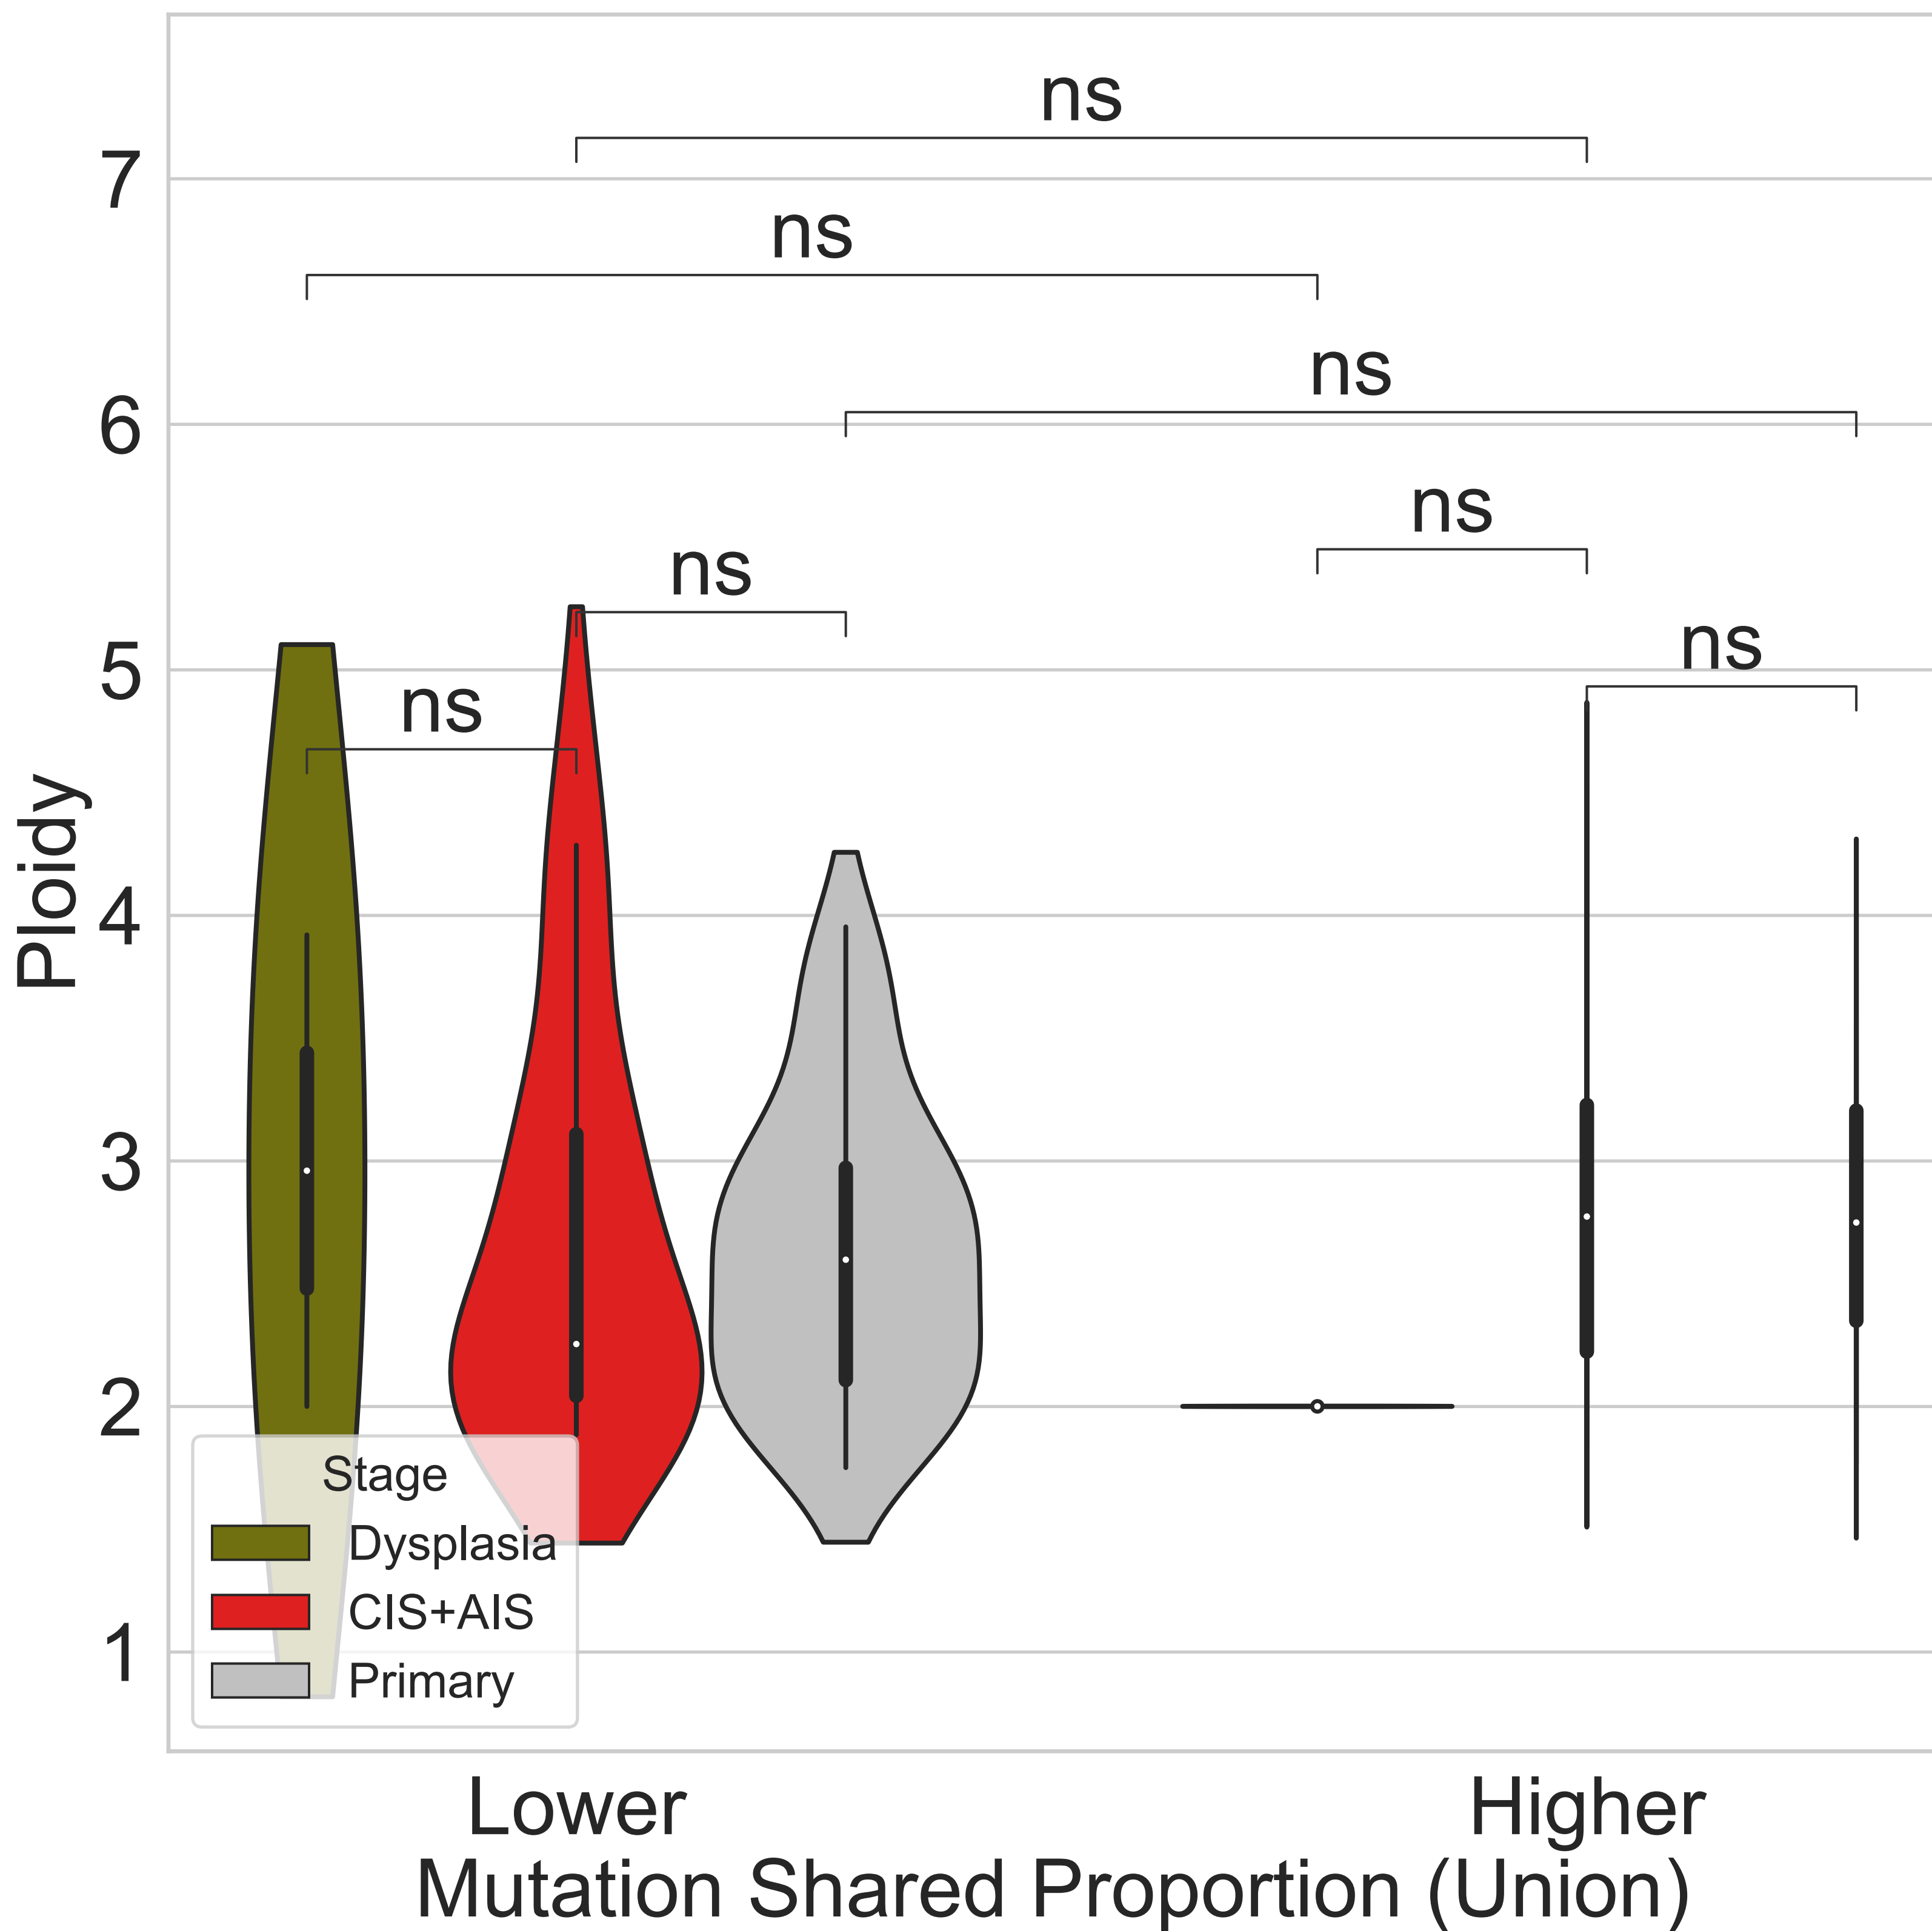 ns
7
ns
6
ns
ns
ns
5
ns
ns
Ploidy
4
3
2
Stage
Dysplasia
CIS+AIS
1
Primary
Lower
Higher
Mutation Shared Proportion (Union)